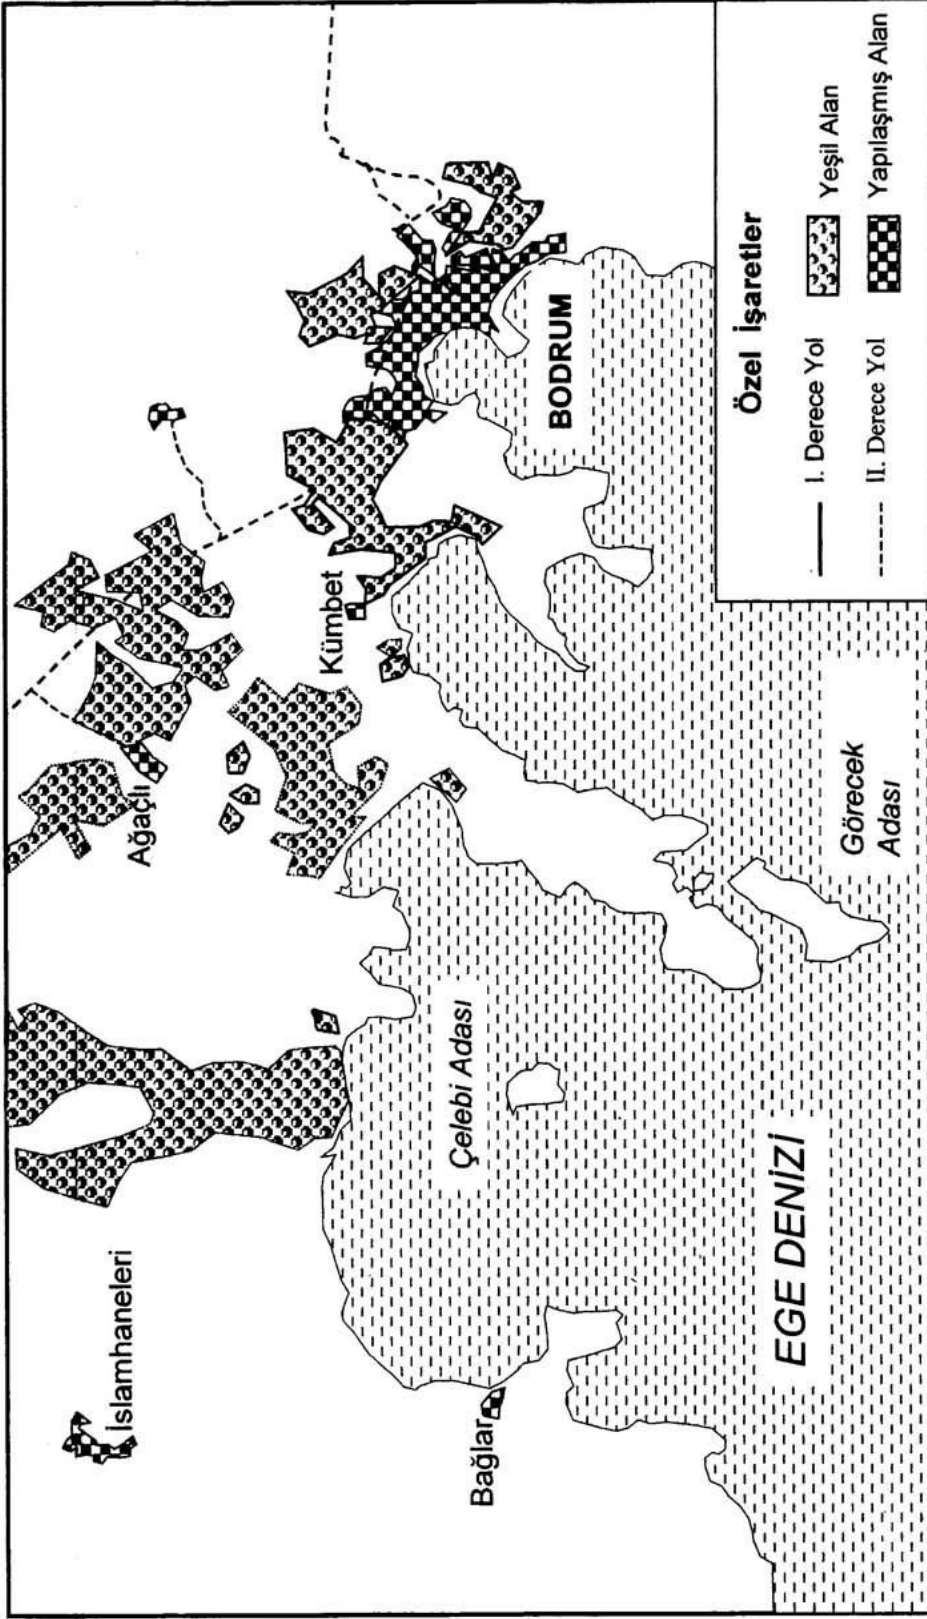 İslamhaneleri
Ağaçlı
Kümbet
Bağlar
Çelebi Adası
BODRUM
EGE DENİZİ
Görecek
Adası
Özel İşaretler
I. Derece Yol
Yeşil Alan
II. Derece Yol
Yapılaşmış Alan